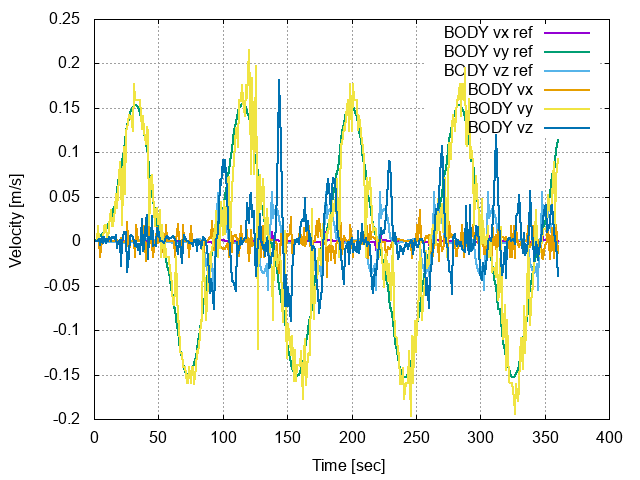 0.25
0.2
0.15
0.1
0.05
0
-0.05
-0.1
-0.15
-0.2
Velocity [m/s]
BODY vx ref
BODY vy ref
BODY vz ref
BODY vx
BODY vy
BODY vz
0 50 100 150 200 250 300 350 400
Time [sec]